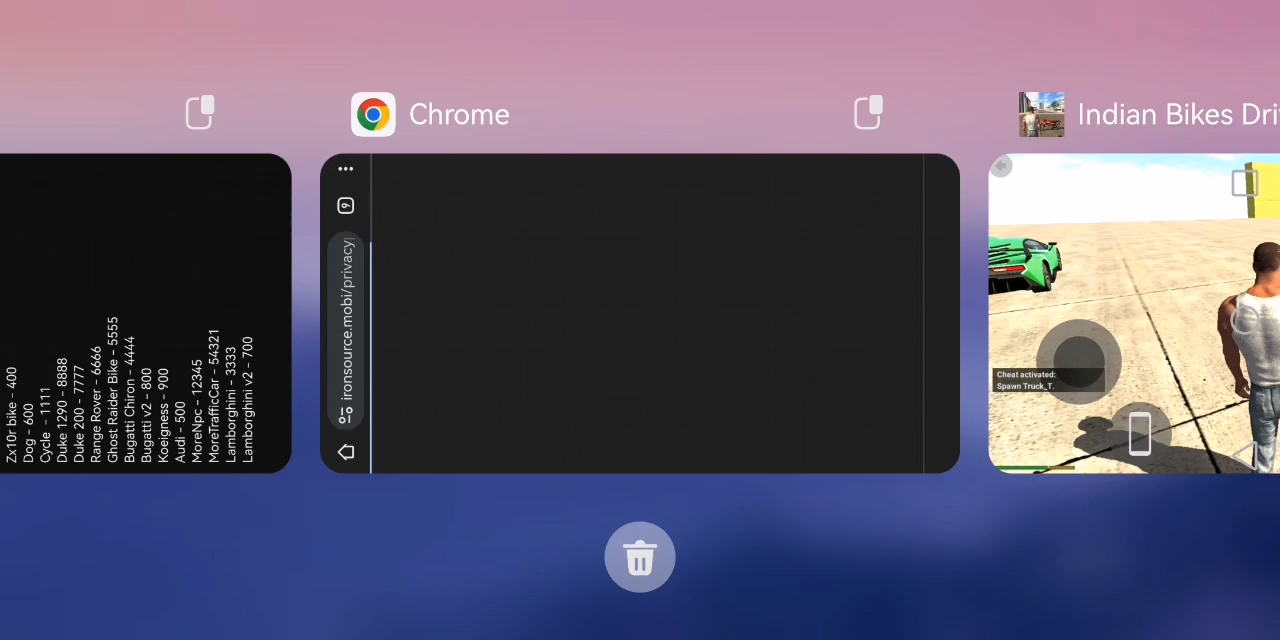 Chrome
Indian Bikes Dri
Zx10r bike – 400
Dog – 600
Cycle – 1111
Duke 1290 – 8888
Duke 200 – 7777
Range Rover – 6666
Ghost Raider Bike – 5555
Bugatti Chiron – 4444
Bugatti v2 – 800
Koeigness – 900
Audi – 500
MoreNpc – 12345
MoreTrafficCar – 54321
Lamborghini – 3333
Lamborghini v2 – 700
9
ironsource.mobi/privacy
Cheat activated:
Spawn Truck_T.